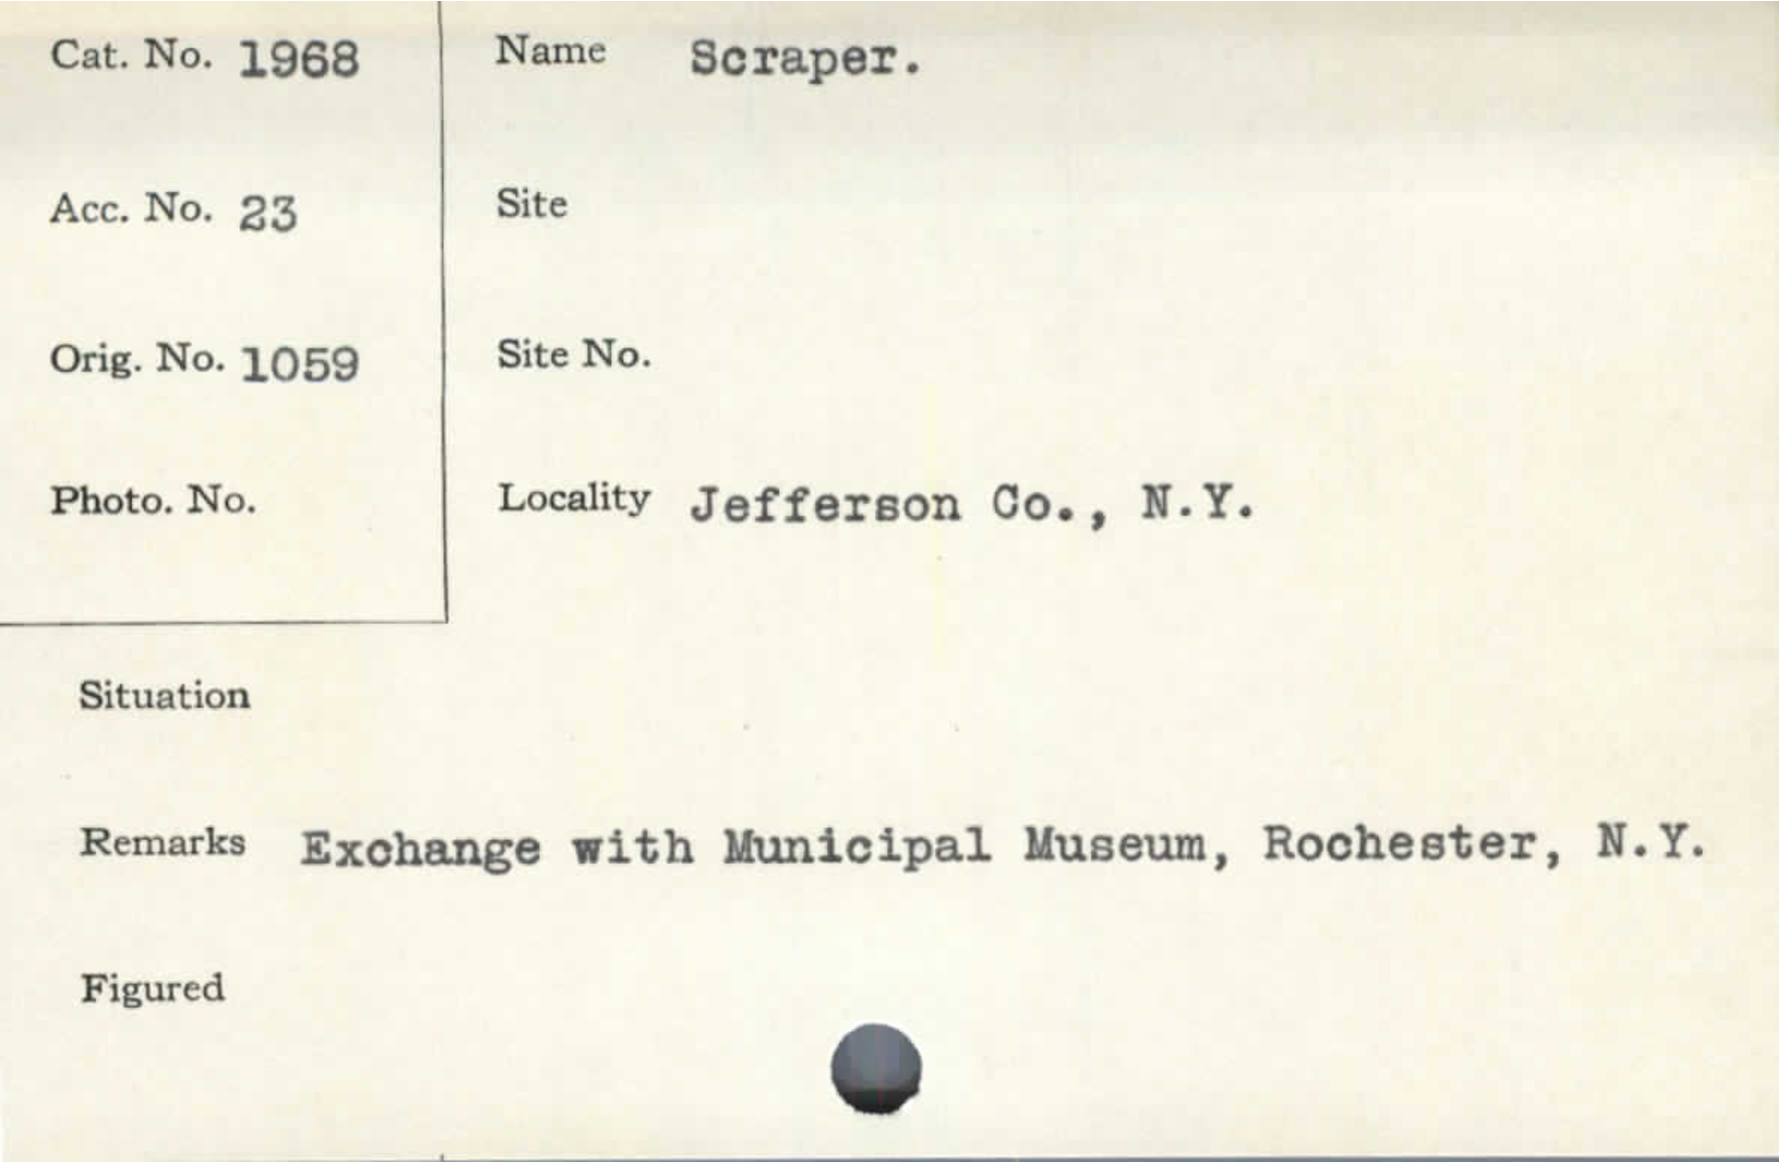 Cat. No. 1968
Acc. No. 23
Orig. No. 1059
Photo. No.
Name Scraper.
Site
Site No.
Locality Jefferson Co., N.Y.
Situation
Remarks Exchange with Municipal Museum, Rochester, N.Y.
Figured